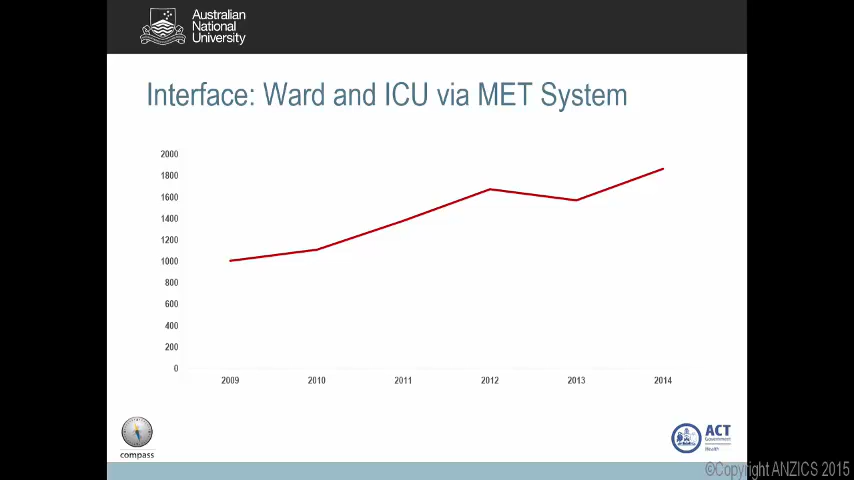 Australian
National
University
Interface: Ward and ICU via MET System
2000
1800
1600
1400
1200
1000
800
600
400
200
0
2009 2010 2011 2012 2013 2014
compass
ACT
Government
Health
©Copyright ANZICS 2015